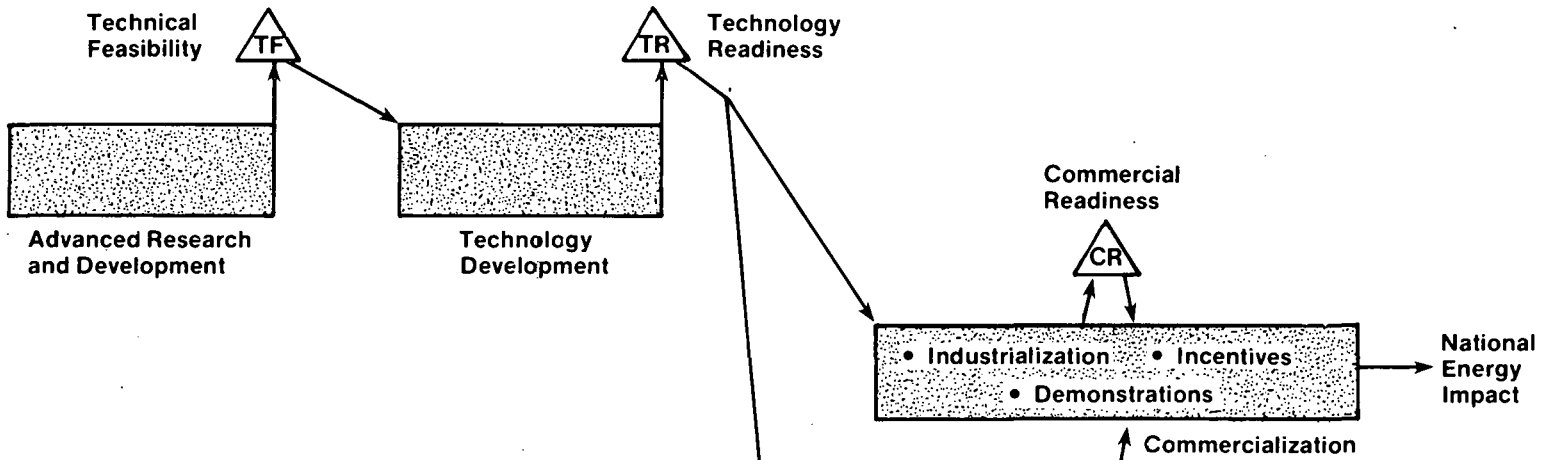 Technical
Feasibility
TF
TR
Technology
Readiness
Advanced Research
and Development
Technology
Development
Commercial
Readiness
CR
• Industrialization
• Incentives
• Demonstrations
National
Energy
Impact
Commercialization